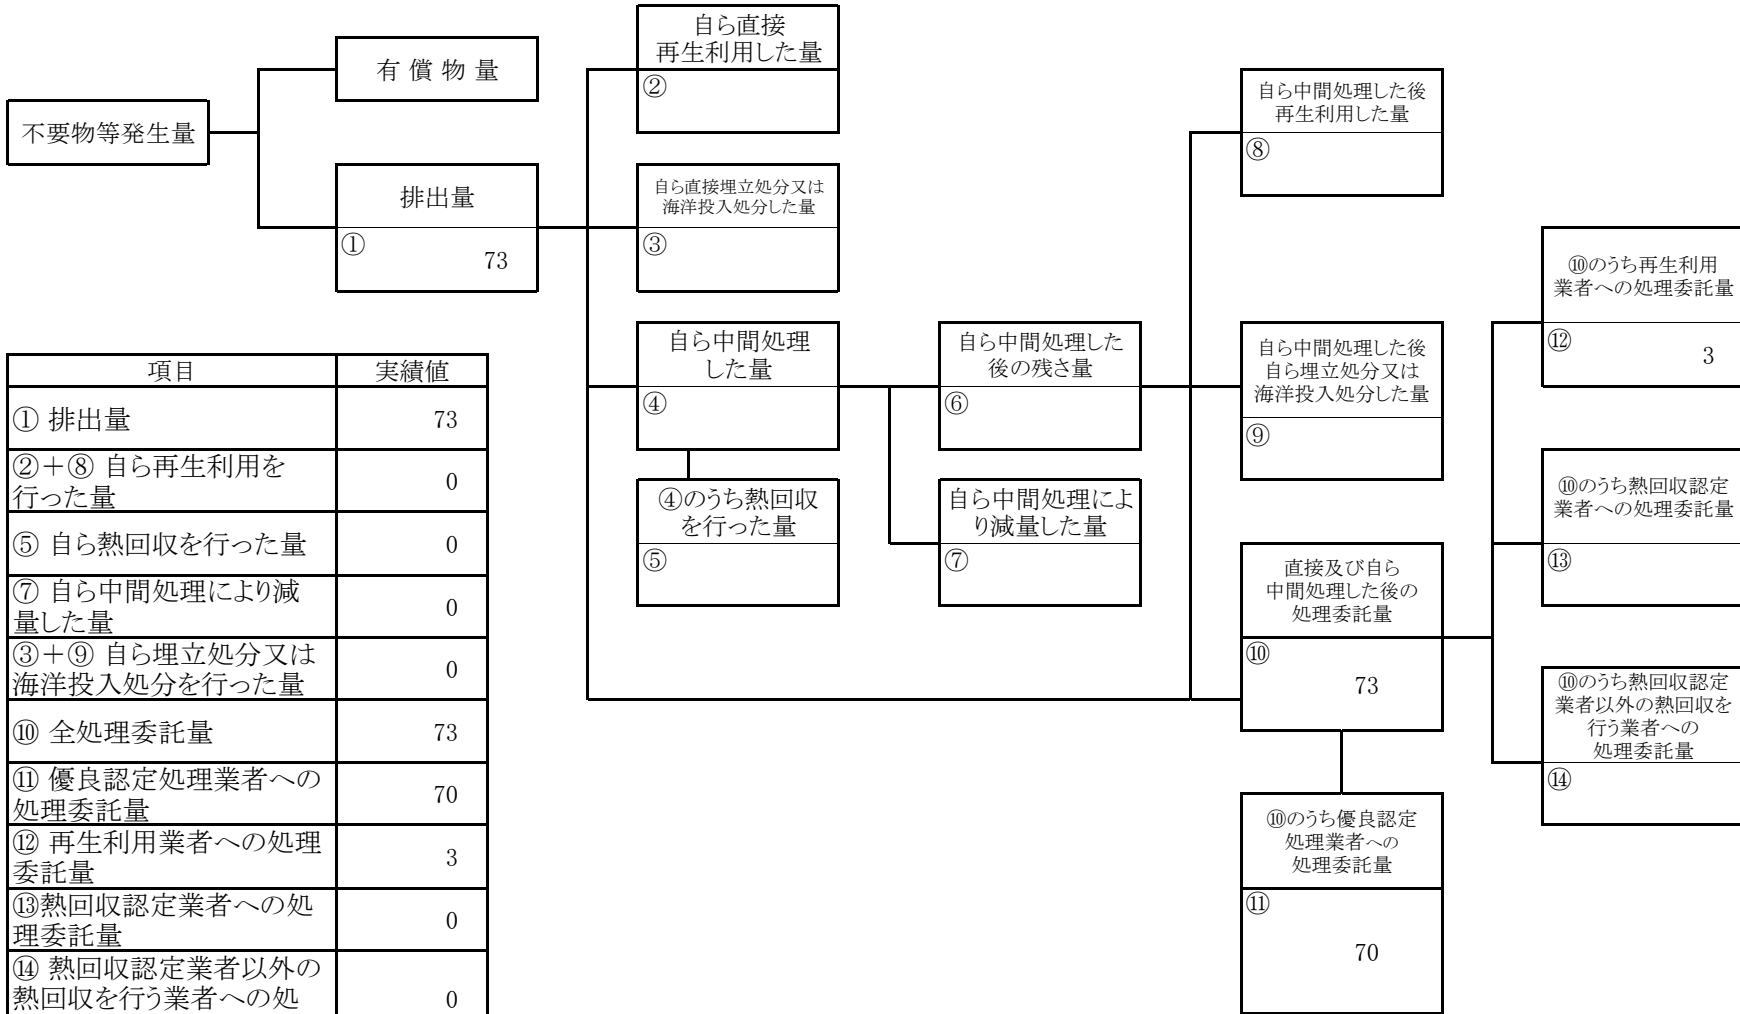 不要物等発生量
有 償 物 量
排出量
①
73
自ら直接
再生利用した量
②
自ら直接埋立処分又は
海洋投入処分した量
③
自ら中間処理
した量
④
④のうち熱回収
を行った量
⑤
自ら中間処理した
後の残さ量
⑥
自ら中間処理によ
り減量した量
⑦
自ら中間処理した後
再生利用した量
⑧
自ら中間処理した後
自ら埋立処分又は
海洋投入処分した量
⑨
直接及び自ら
中間処理した後の
処理委託量
⑩
73
⑩のうち優良認定
処理業者への
処理委託量
⑪
70
⑩のうち再生利用
業者への処理委託量
⑫
3
⑩のうち熱回収認定
業者への処理委託量
⑬
⑩のうち熱回収認定
業者以外の熱回収を
行う業者への
処理委託量
⑭
項目 実績値
① 排出量 73
②＋⑧ 自ら再生利用を
行った量 0
⑤ 自ら熱回収を行った量 0
⑦ 自ら中間処理により減
量した量 0
③＋⑨ 自ら埋立処分又は
海洋投入処分を行った量 0
⑩ 全処理委託量 73
⑪ 優良認定処理業者への
処理委託量 70
⑫ 再生利用業者への処理
委託量 3
⑬熱回収認定業者への処
理委託量 0
⑭ 熱回収認定業者以外の
熱回収を行う業者への処 0